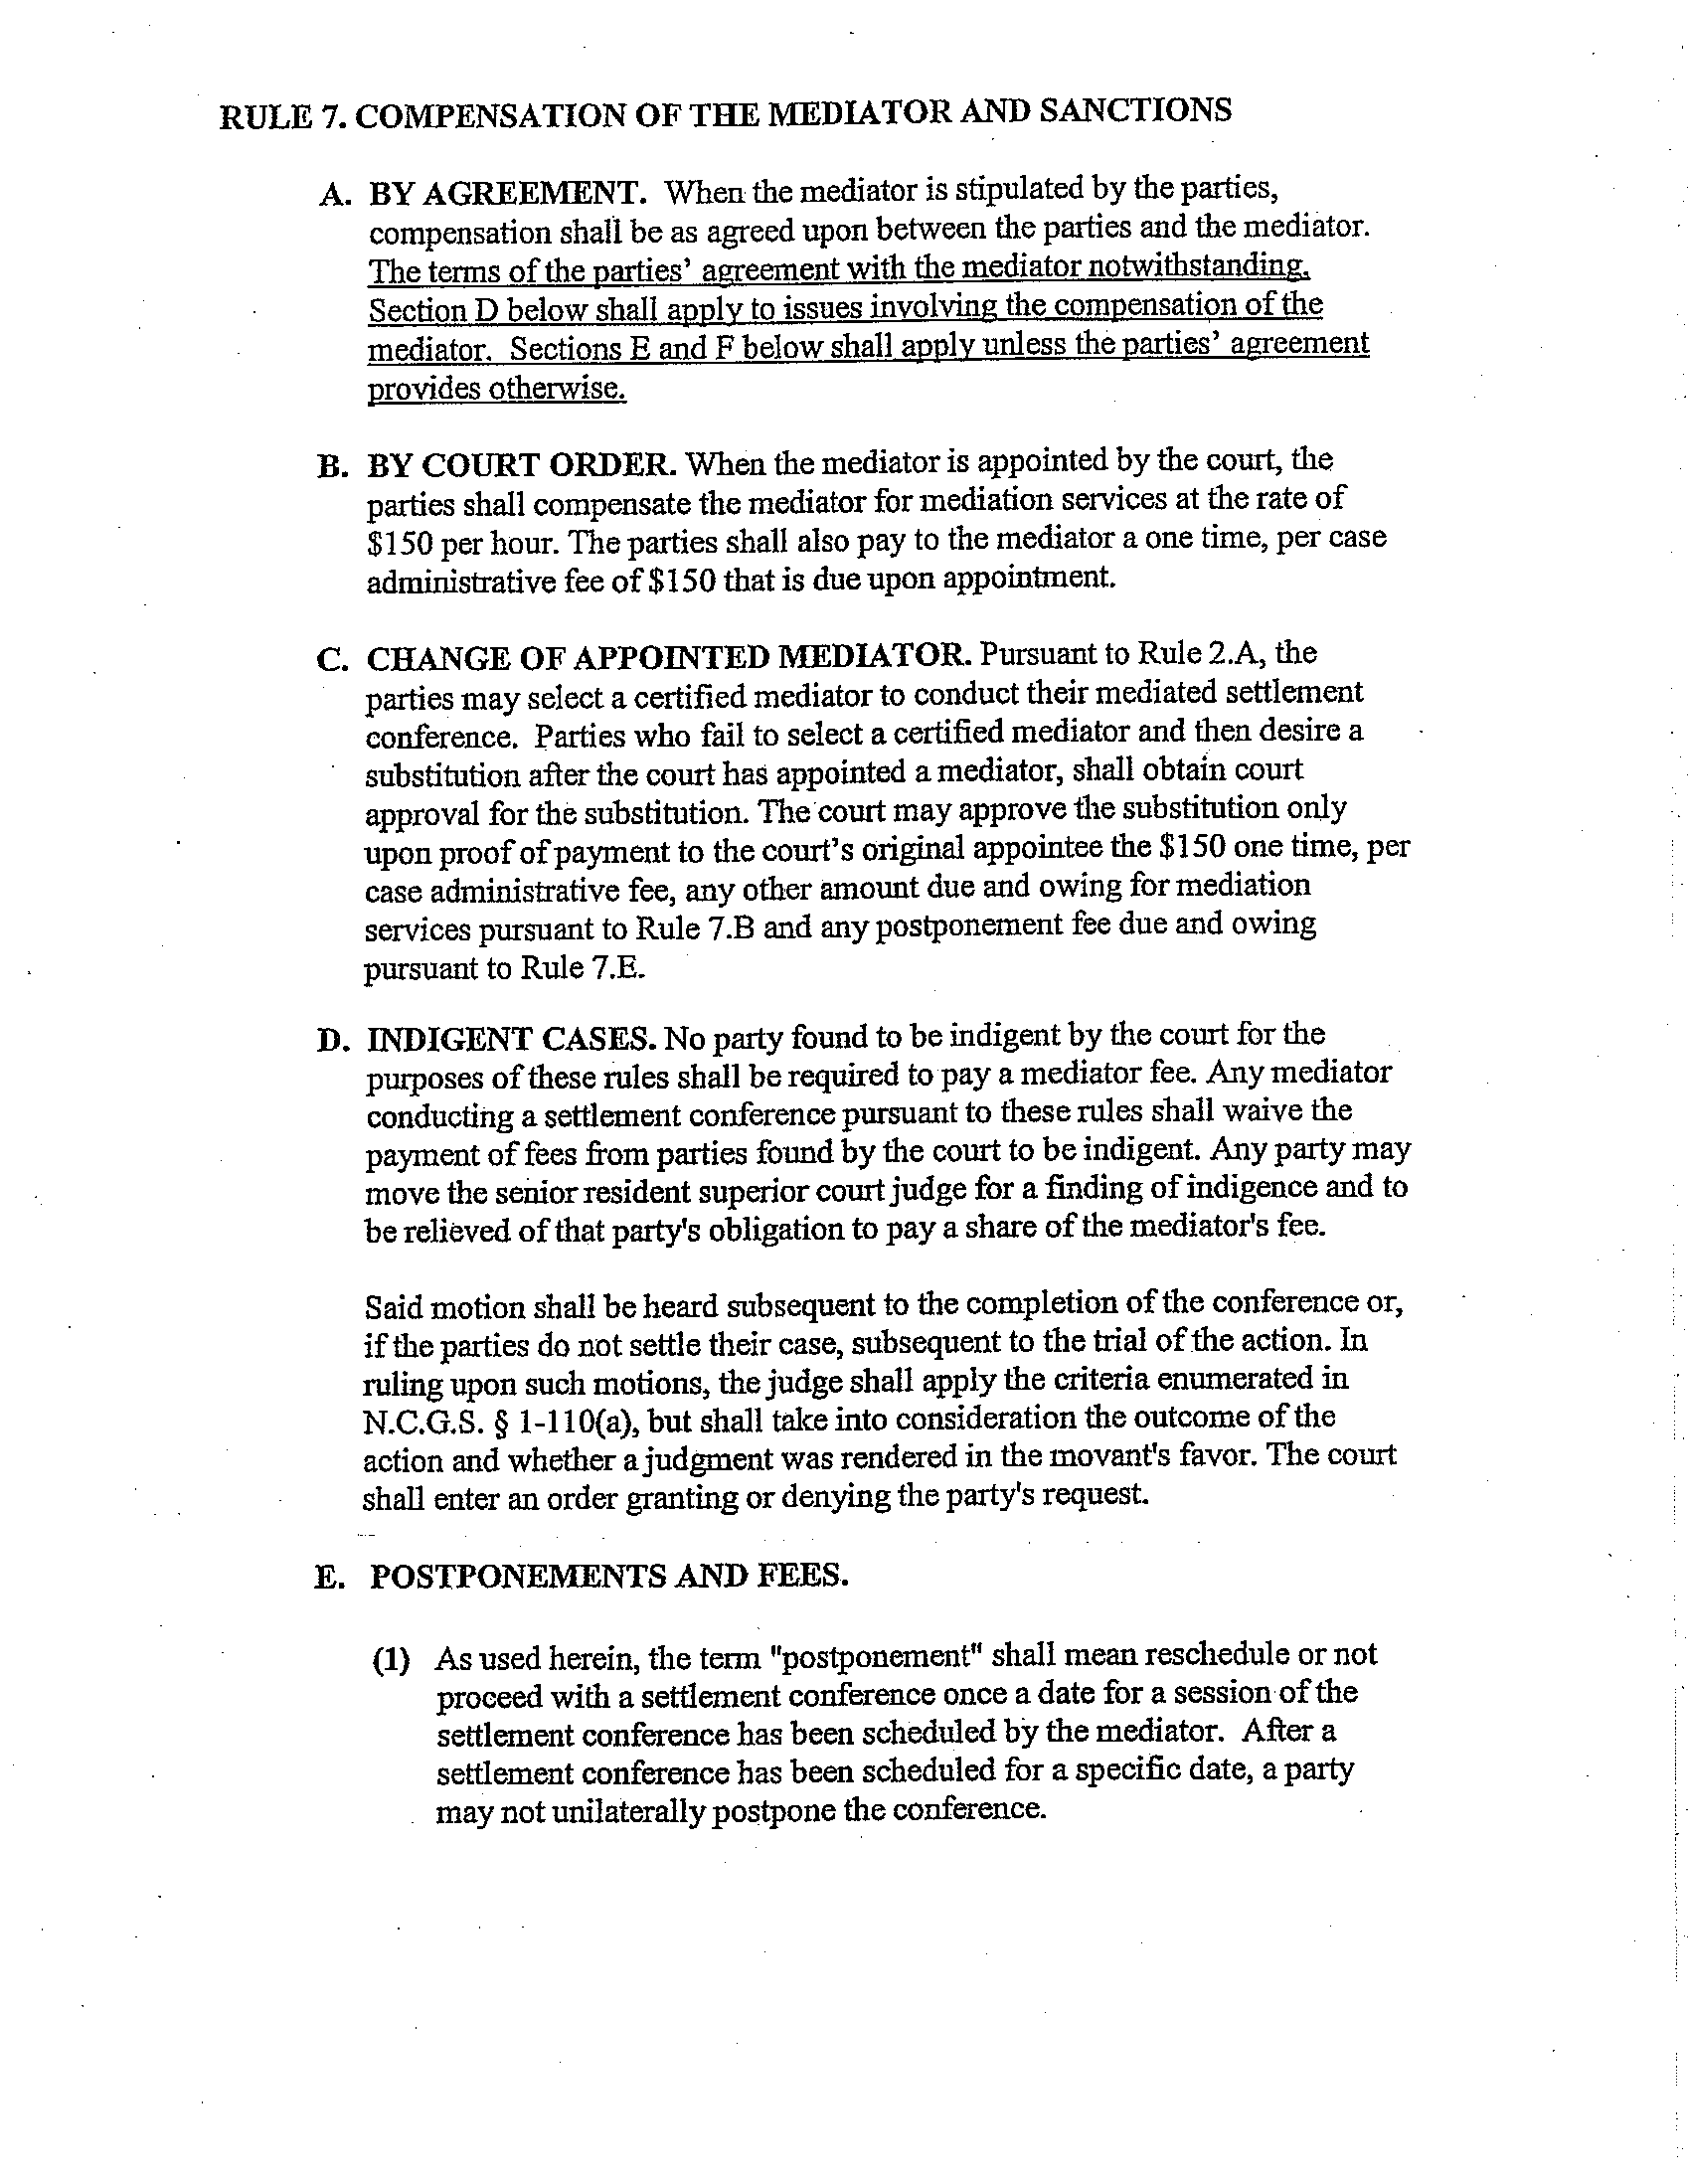 RULE 7. COMPENSATION OF THE MEDIATOR AND SANCTIONS
A. BY AGREEMENT. When the mediator is stipulated by the parties,
compensation shall be as agreed upon between the parties and the mediator.
The terms of the parties’ agreement with the mediator notwithstanding,
Section D below shall apply to issues involving the compensation of the
mediator. Sections E and F below shall apply unless the parties’ agreement
provides otherwise.
B. BY COURT ORDER. When the mediator is appointed by the court, the
parties shall compensate the mediator for mediation services at the rate of
$150 per hour. The parties shall also pay to the mediator a one time, per case
administrative fee of $150 that is due upon appointment.
C. CHANGE OF APPOINTED MEDIATOR. Pursuant to Rule 2.A, the
parties may select a certified mediator to conduct their mediated settlement
conference. Parties who fail to select a certified mediator and then desire a
substitution after the court has appointed a mediator, shall obtain court
approval for the substitution. The court may approve the substitution only
upon proof of payment to the court’s original appointee the $150 one time, per
case administrative fee, any other amount due and owing for mediation
services pursuant to Rule 7.B and any postponement fee due and owing
pursuant to Rule 7.E.
D. INDIGENT CASES. No party found to be indigent by the court for the
purposes of these rules shall be required to pay a mediator fee. Any mediator
conducting a settlement conference pursuant to these rules shall waive the
payment of fees from parties found by the court to be indigent. Any party may
move the senior resident superior court judge for a finding of indigence and to
be relieved of that party's obligation to pay a share of the mediator's fee.
Said motion shall be heard subsequent to the completion of the conference or,
if the parties do not settle their case, subsequent to the trial of the action. In
ruling upon such motions, the judge shall apply the criteria enumerated in
N.C.G.S. § 1-110(a), but shall take into consideration the outcome of the
action and whether a judgment was rendered in the movant's favor. The court
shall enter an order granting or denying the party's request.
E. POSTPONEMENTS AND FEES.
(1) As used herein, the term "postponement" shall mean reschedule or not
proceed with a settlement conference once a date for a session of the
settlement conference has been scheduled by the mediator. After a
settlement conference has been scheduled for a specific date, a party
may not unilaterally postpone the conference.